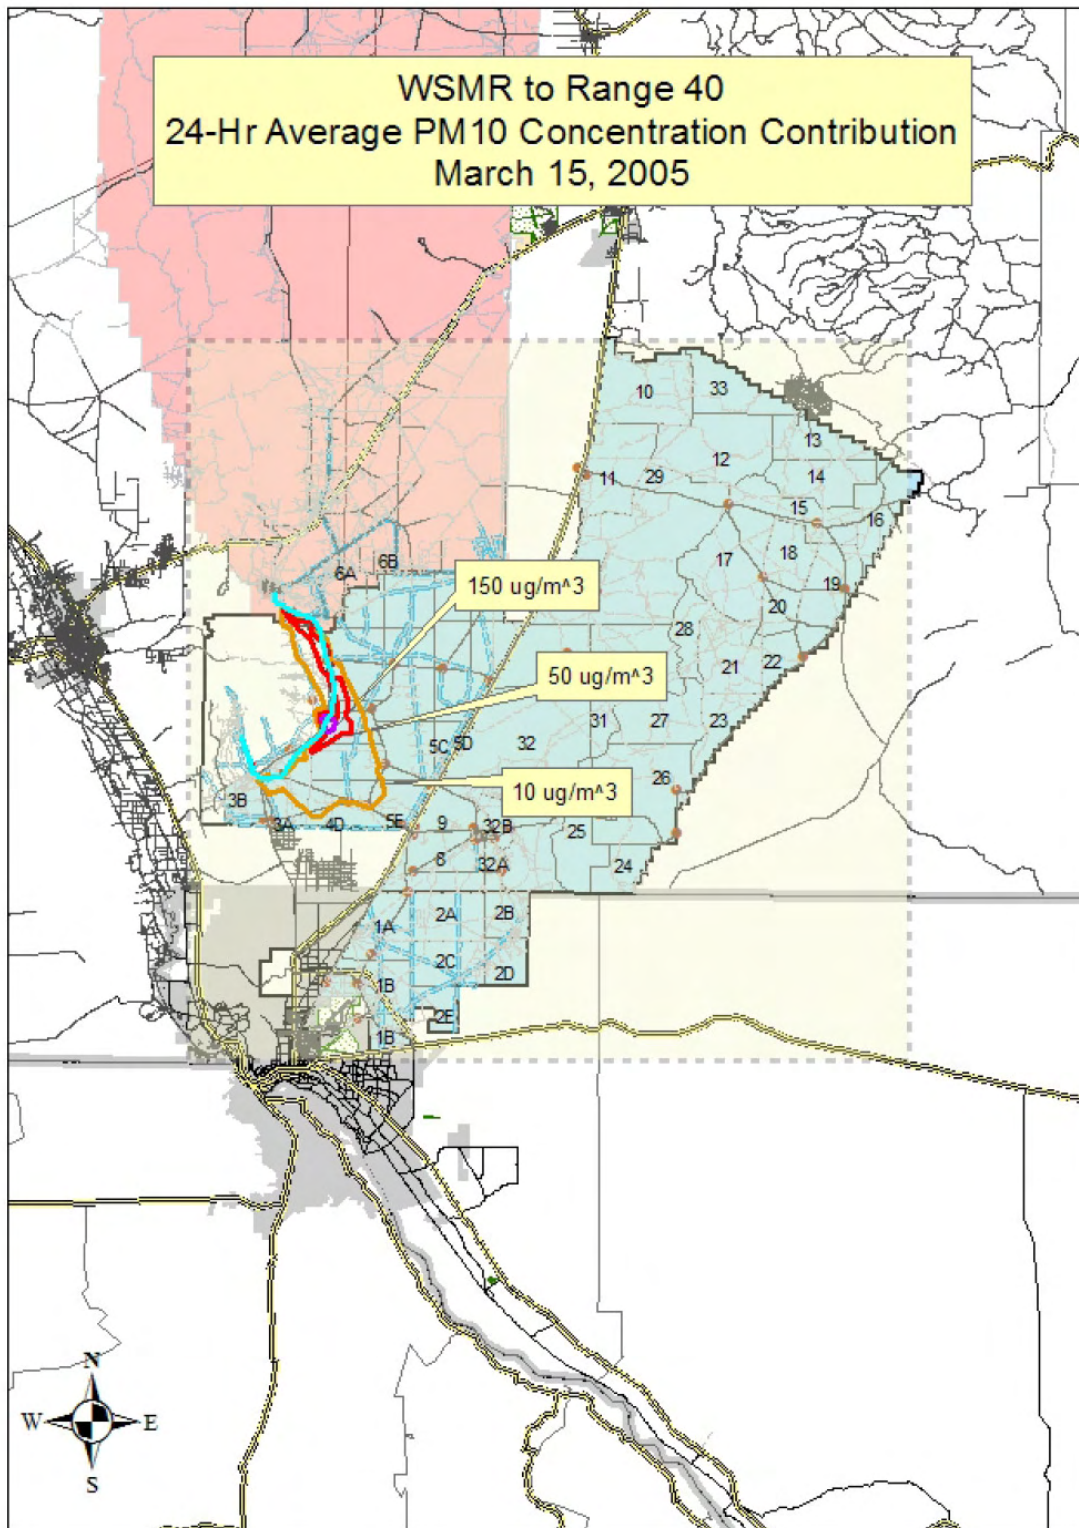 WSMR to Range 40
24-Hr Average PM10 Concentration Contribution
March 15, 2005
10
33
13
12
11
29
14
15
16
6B
6A
17
18
150 ug/m^3
19
20
28
21
22
50 ug/m^3
31
27
23
5C
5D
32
26
10 ug/m^3
3B
3A
4D
5E
9
32B
25
8
32A
24
1A
2A
2B
2C
2D
1B
2E
1B
N
W
E
S